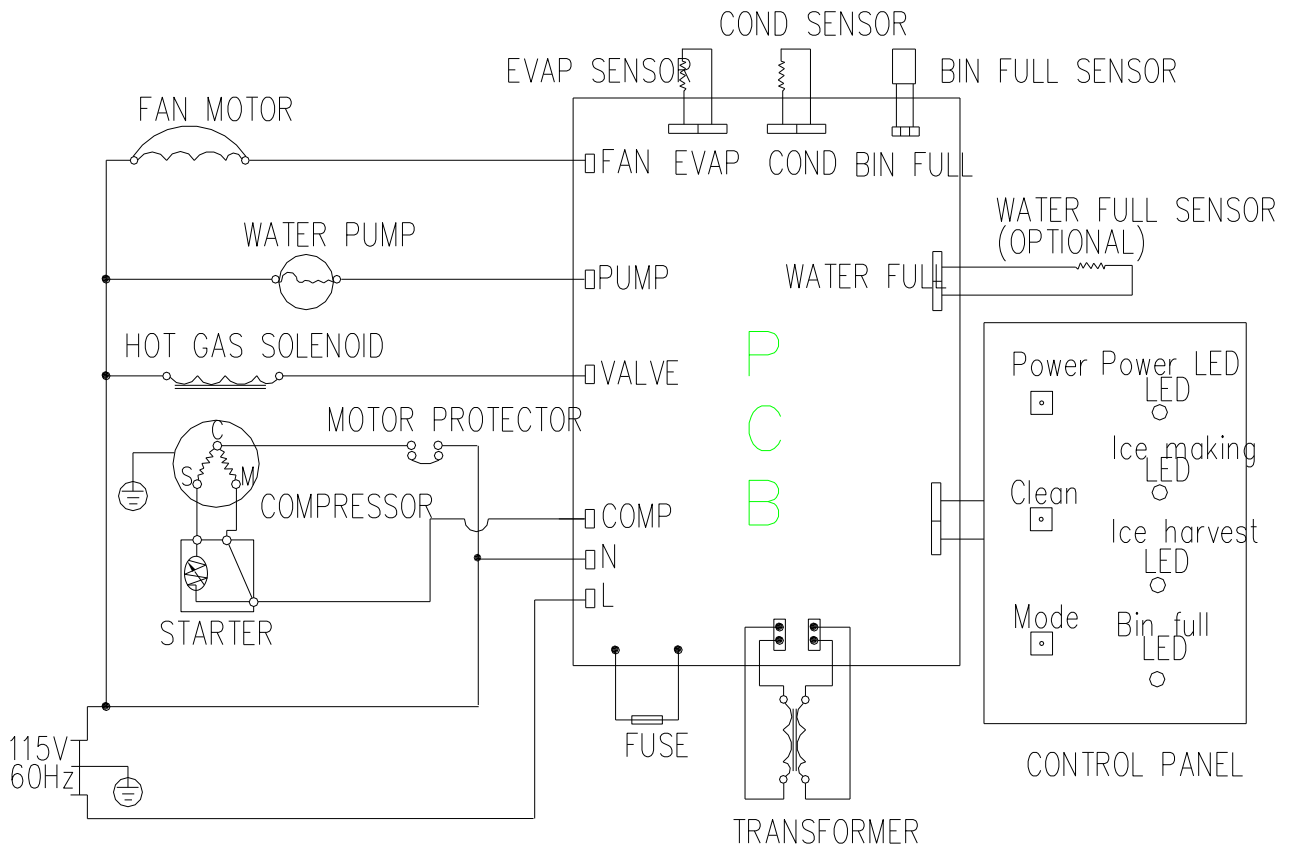 COND SENSOR
EVAP SENSOR
BIN FULL SENSOR
FAN MOTOR
FAN
EVAP
COND
BIN FULL
WATER FULL SENSOR
(OPTIONAL)
WATER PUMP
PUMP
WATER FULL
HOT GAS SOLENOID
VALVE
P
C
B
MOTOR PROTECTOR
C
S
M
COMPRESSOR
COMP
N
L
STARTER
Power
Power LED
LED
Ice making
LED
Clean
Ice harvest
LED
Mode
Bin full
LED
CONTROL PANEL
FUSE
TRANSFORMER
115V
60Hz